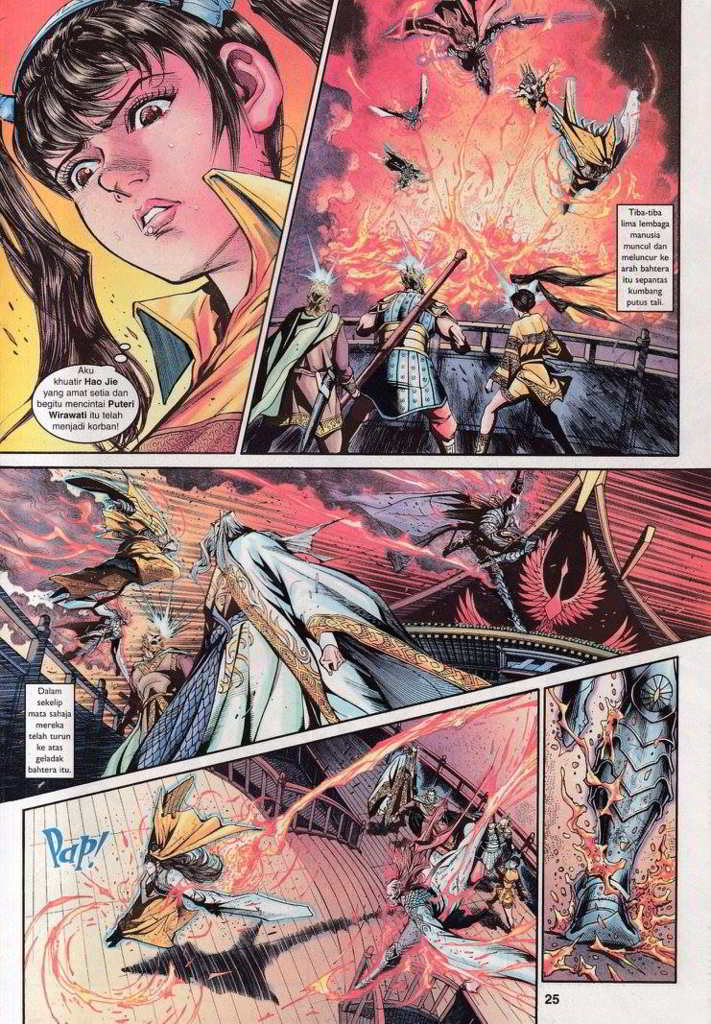 Aku
khuatir Hao Jie
yang amat setia dan
begitu mencintai Puteri
Wirawati itu telah
menjadi korban!
Tiba-tiba
lima lembaga
manusia
muncul dan
meluncur ke
arah bahtera
itu sepantas
kumbang
putus tali.
Dalam
sekelip
mata sahaja
mereka
telah turun
ke atas
geladak
bahtera itu.
Pap!
25